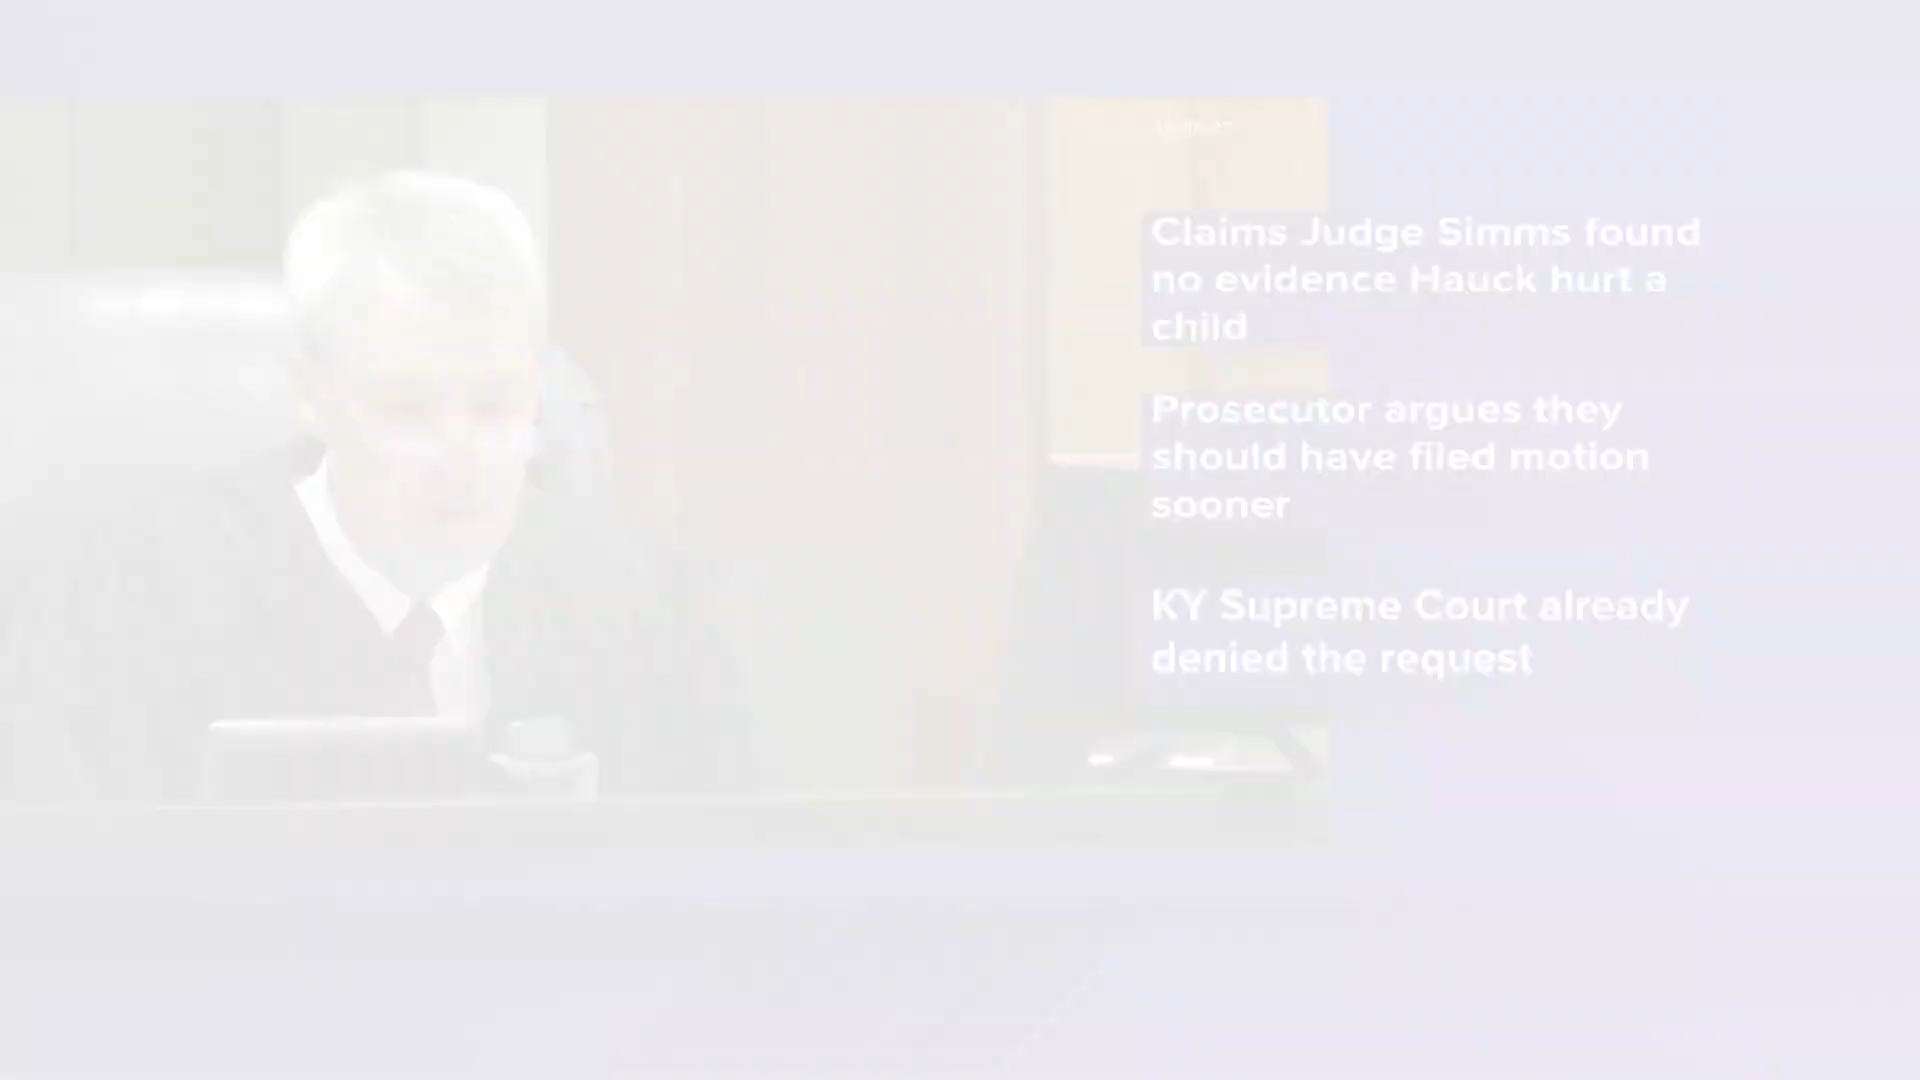 Claims Judge Simms found
no evidence Hauck hurt a
child
Prosecutor argues they
should have filed motion
sooner
KY Supreme Court already
denied the request